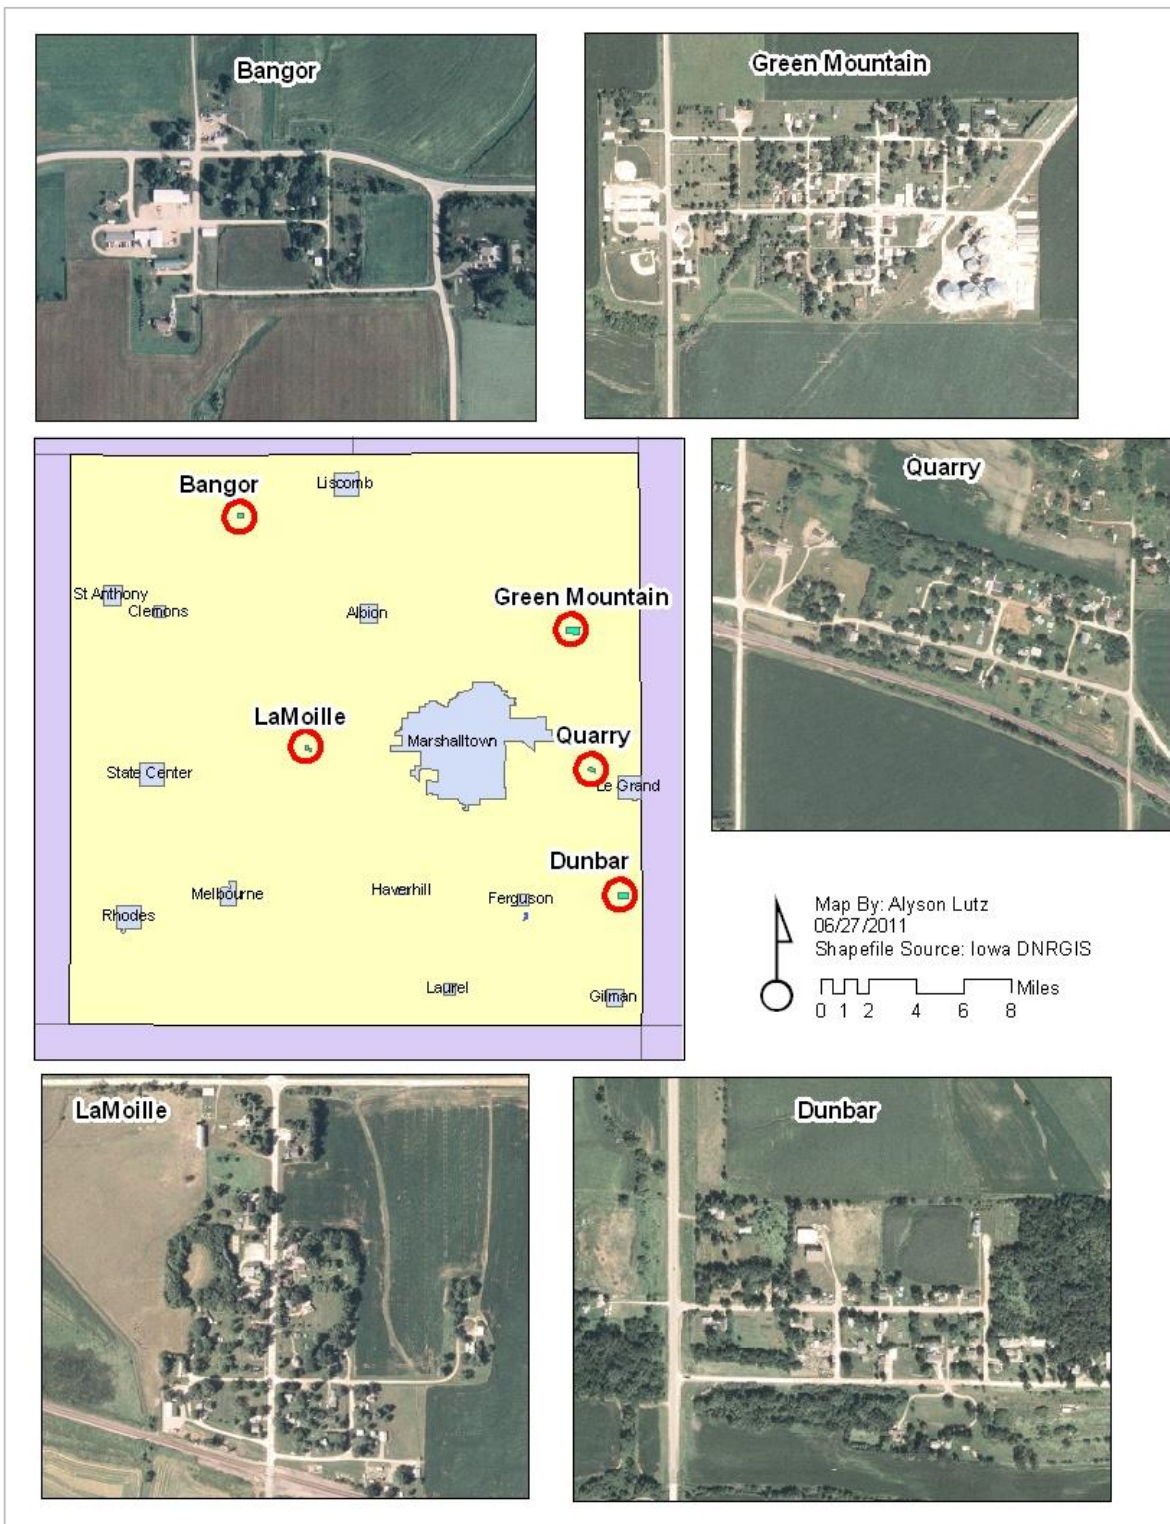 Bangor
Green Mountain
Bangor
Liscomb
St Anthony
Clemons
Albion
Green Mountain
LaMoille
Marshalltown
Quarry
State Center
Le Grand
Dunbar
Melbourne
Haverhill
Ferguson
Rhodes
Laurel
Gilman
Quarry
Map By: Alyson Lutz
06/27/2011
Shapefile Source: Iowa DNRGIS
Miles
0 1 2 4 6 8
LaMoille
Dunbar